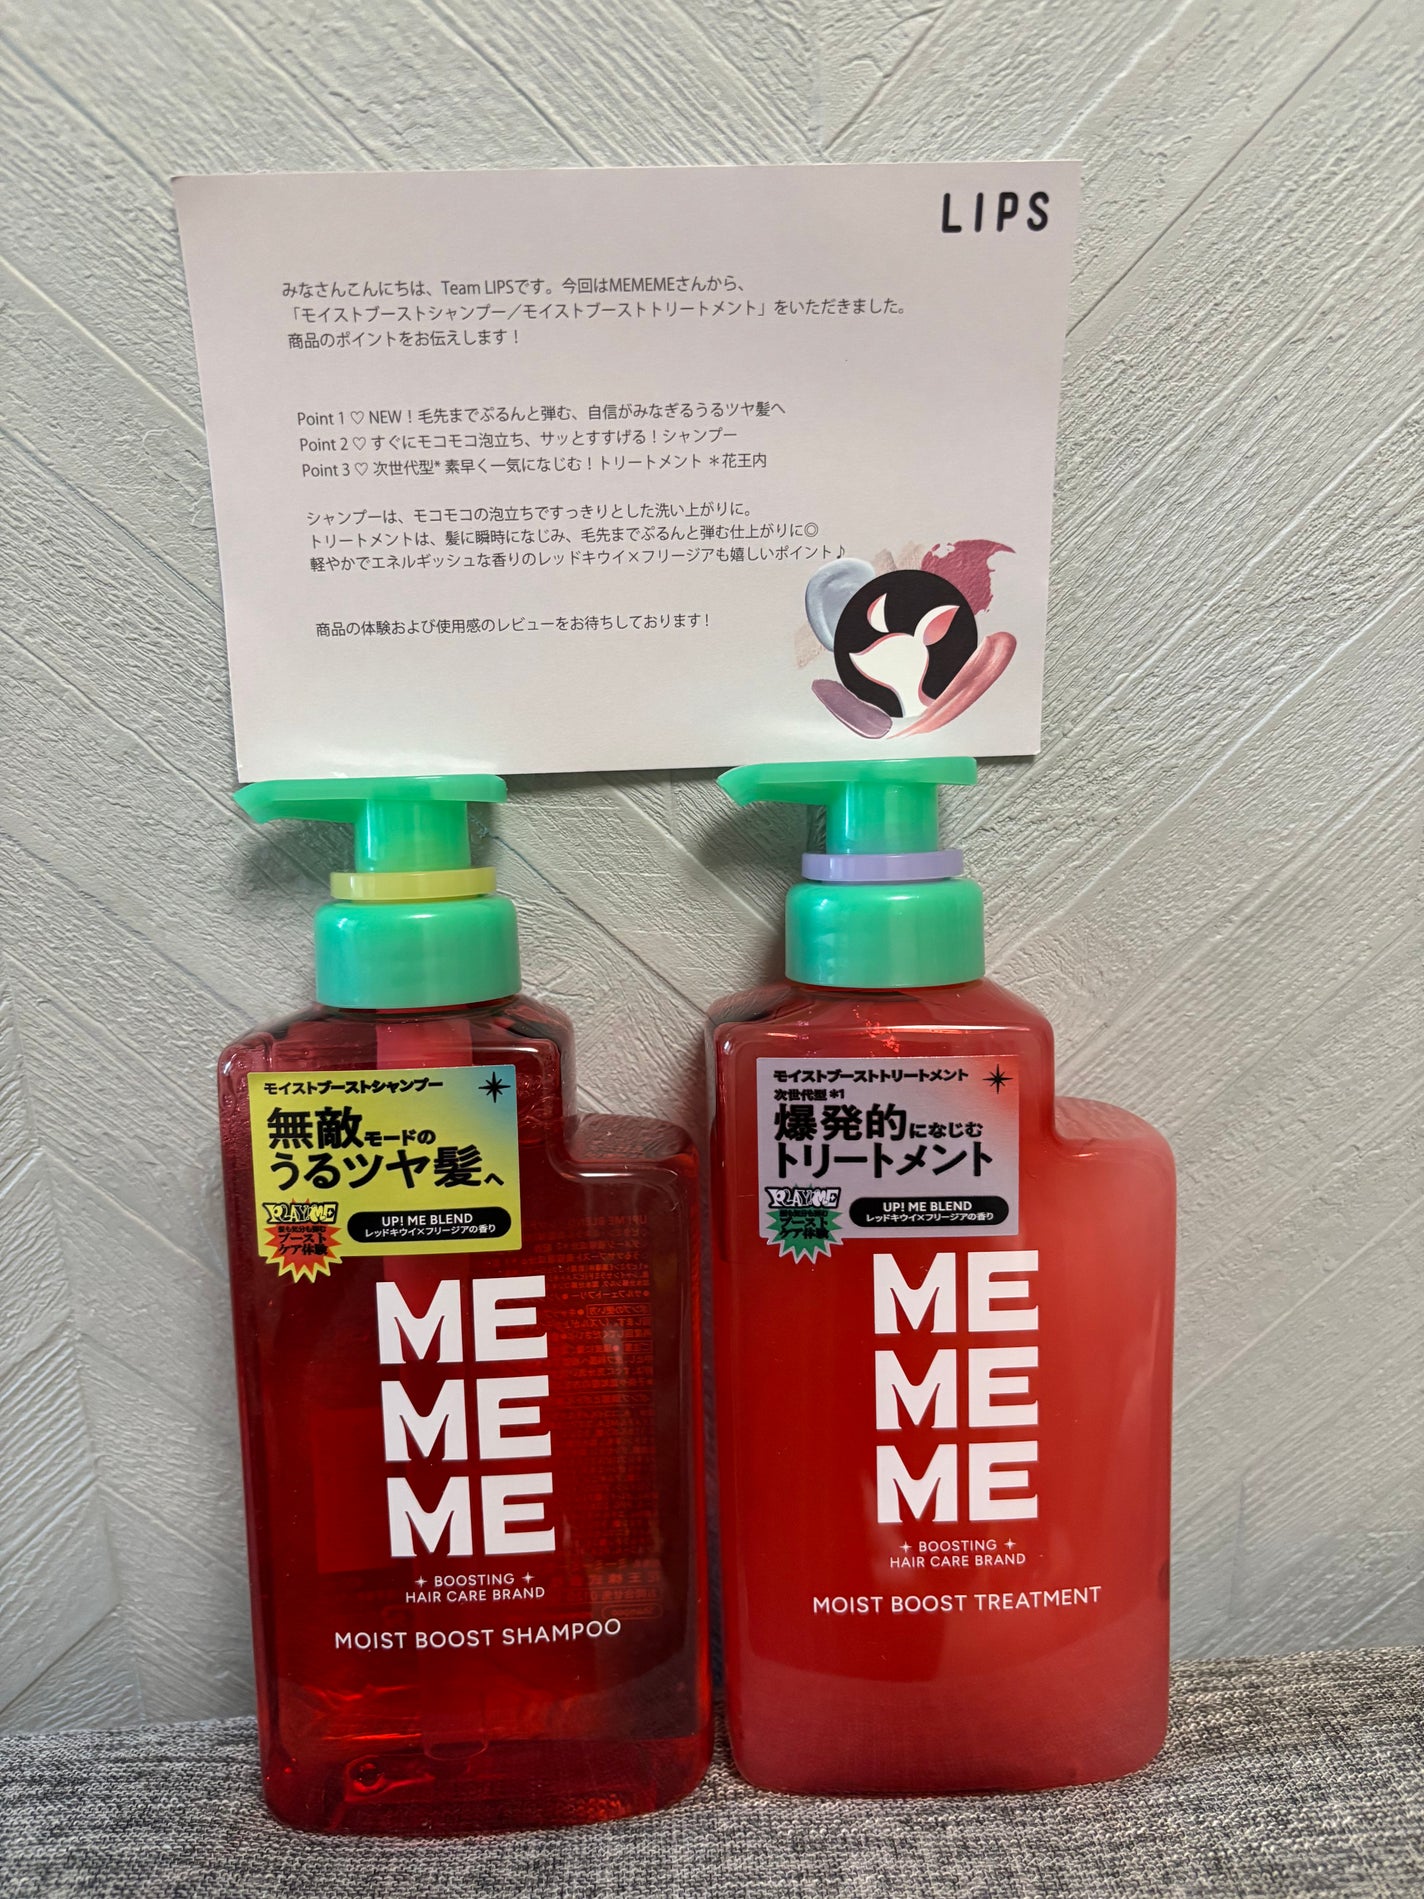 LIPS
みなさんこんにちは、Team LIPSです。今回はMEMEMEさんから、
「モイストブーストシャンプー／モイストブーストトリートメント」をいただきました。
商品のポイントをお伝えします！
Point 1 ♡ NEW！毛先までぷるんと弾む、自信がみなぎるうるツヤ髪へ
Point 2 ♡ すぐにモコモコ泡立ち、サッとすすげる！シャンプー
Point 3 ♡ 次世代型* 素早く一気になじむ！トリートメント ＊花王内
シャンプーは、モコモコの泡立ちですっきりとした洗い上がりに。
トリートメントは、髪に瞬時になじみ、毛先までぷるんと弾む仕上がりに◎
軽やかでエネルギッシュな香りのレッドキウイ×フリージアも嬉しいポイント♪
商品の体験および使用感のレビューをお待ちしております！
モイストブーストシャンプー
無敵モードの
うるツヤ髪へ
PLAY ME
ブースト
ケア体験
UP! ME BLEND
レッドキウイ×フリージアの香り
ME
ME
ME
BOOSTING
HAIR CARE BRAND
MOIST BOOST SHAMPOO
モイストブーストトリートメント
次世代型*1
爆発的になじむ
トリートメント
PLAY ME
ブースト
ケア体験
UP! ME BLEND
レッドキウイ×フリージアの香り
ME
ME
ME
BOOSTING
HAIR CARE BRAND
MOIST BOOST TREATMENT